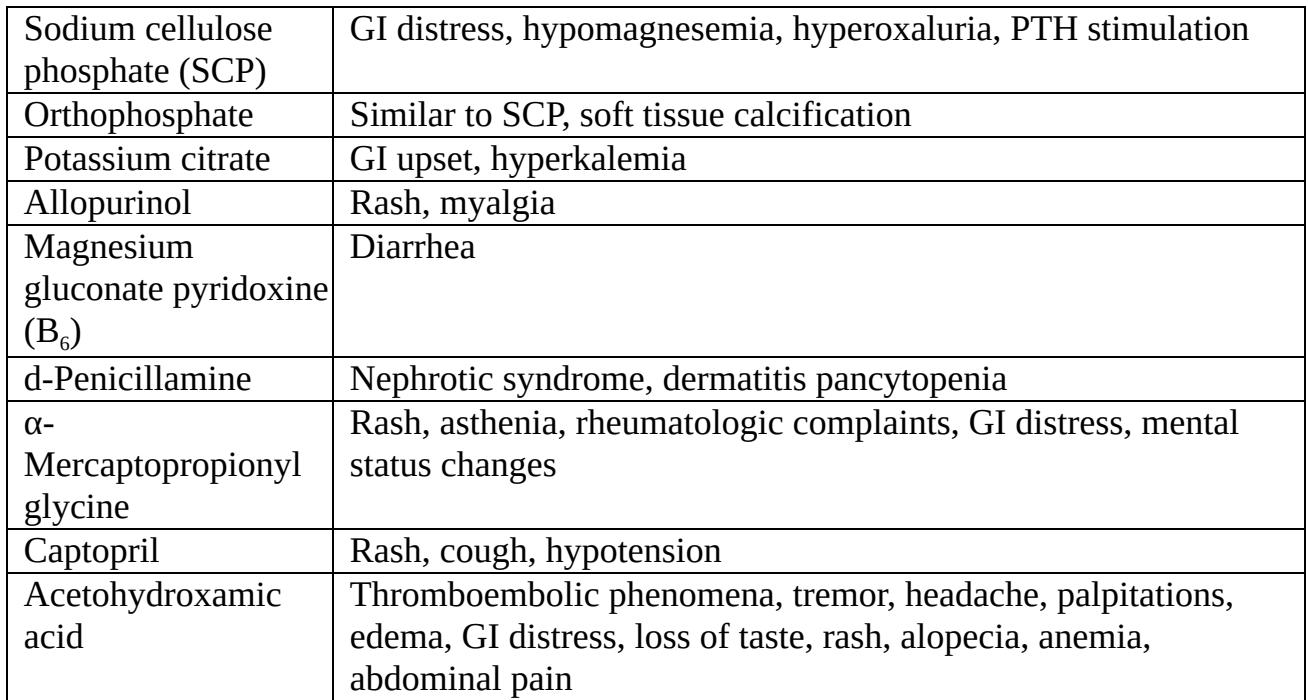 Sodium cellulose GI distress, hypomagnesemia, hyperoxaluria, PTH stimulation
phosphate (SCP)
Orthophosphate Similar to SCP, soft tissue calcification
Potassium citrate GI upset, hyperkalemia
Allopurinol Rash, myalgia
Magnesium Diarrhea
gluconate pyridoxine
(B₆)
d-Penicillamine Nephrotic syndrome, dermatitis pancytopenia
α- Rash, asthenia, rheumatologic complaints, GI distress, mental
Mercaptopropionyl status changes
glycine
Captopril Rash, cough, hypotension
Acetohydroxamic Thromboembolic phenomena, tremor, headache, palpitations,
acid edema, GI distress, loss of taste, rash, alopecia, anemia,
abdominal pain